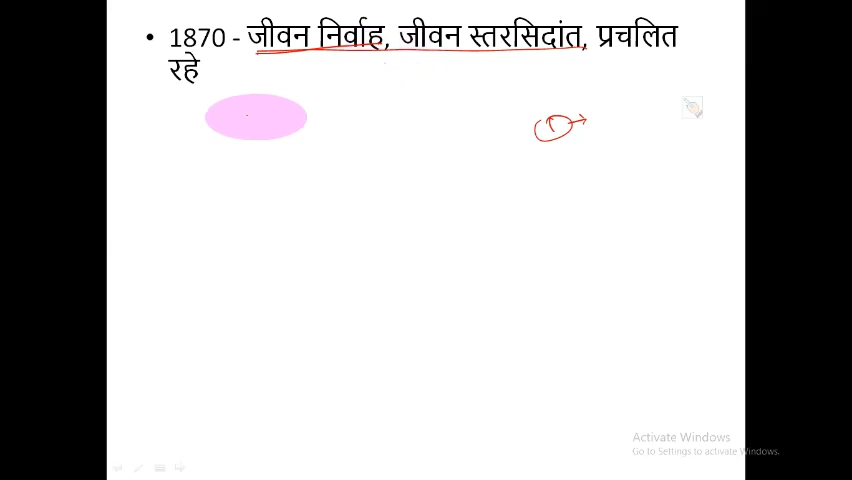 • 1870 - जीवन निर्वाह, जीवन स्तरसिदांत, प्रचलित
रहे
Activate Windows
Go to Settings to activate Windows.